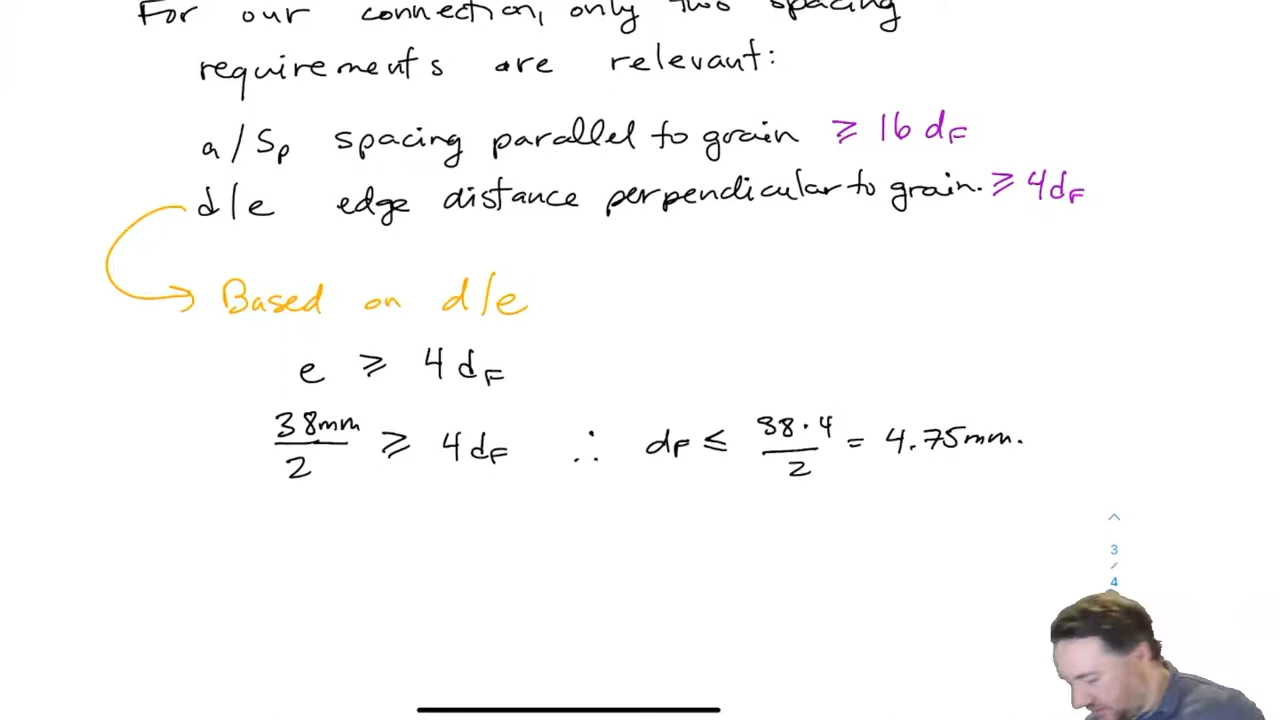 For our connection, only two spacing
requirements are relevant:
a/Sp spacing parallel to grain ≥ 16 dF
d/e edge distance perpendicular to grain. ≥ 4dF
Based on d/e
e ≥ 4 dF
38mm/2 ≥ 4 dF ∴ dF ≤ 38·4/2 = 4.75mm.
3
/
4